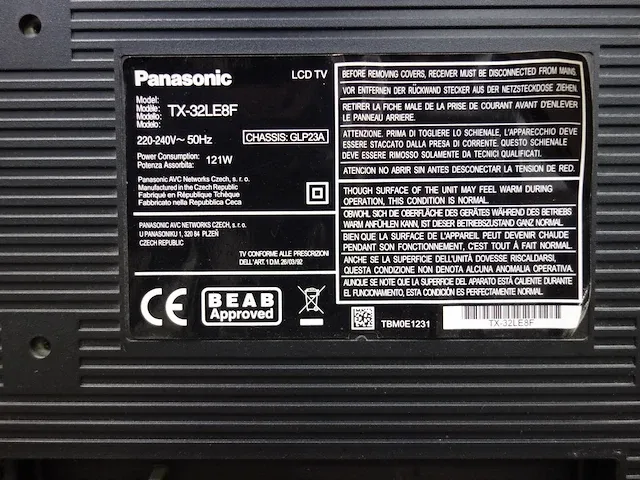 Panasonic
LCD TV
Model:
Modèle:
Modello:
Modelo:
TX-32LE8F
220-240V~ 50Hz
CHASSIS: GLP23A
Power Consumption:
Potenza Assorbita:
121W
Panasonic AVC Networks Czech, s. r. o.
Manufactured in the Czech Republic
Fabriqué en République Tchèque
Fabbricato nella Repubblica Ceca
PANASONIC AVC NETWORKS CZECH, s. r. o.
U PANASONIKU 1, 320 84 PLZEŇ
CZECH REPUBLIC
TV CONFORME ALLE PRESCRIZIONI
DELL'ART. 1 D.M. 26/03/92
CE
BEAB
Approved
BEFORE REMOVING COVERS, RECEIVER MUST BE DISCONNECTED FROM MAINS.
VOR ENTFERNEN DER RÜCKWAND STECKER AUS DER NETZSTECKDOSE ZIEHEN.
RETIRER LA FICHE MALE DE LA PRISE DE COURANT AVANT D'ENLEVER
LE PANNEAU ARRIERE.
ATTENZIONE. PRIMA DI TOGLIERE LO SCHIENALE, L'APPARECCHIO DEVE
ESSERE STACCATO DALLA PRESA DI CORRENTE. QUESTO SCHIENALE
DEVE ESSERE RIMOSSO SOLAMENTE DA TECNICI QUALIFICATI.
ATENCION NO ABRIR SIN ANTES DESCONECTAR LA TENSION DE RED.
THOUGH SURFACE OF THE UNIT MAY FEEL WARM DURING
OPERATION, THIS CONDITION IS NORMAL.
OBWOHL SICH DIE OBERFLÄCHE DES GERÄTES WÄHREND DES BETRIEBS
WARM ANFÜHLEN KANN, IST DIESER BETRIEBSZUSTAND GANZ NORMAL.
BIEN QUE LA SURFACE DE L'APPAREIL PEUT DEVENIR CHAUDE
PENDANT SON FONCTIONNEMENT, C'EST TOUT À FAIT NORMAL.
ANCHE SE LA SUPERFICIE DELL'UNITÀ DOVESSE RISCALDARSI,
QUESTA CONDIZIONE NON DENOTA ALCUNA ANOMALIA OPERATIVA.
AUNQUE SE NOTE QUE LA SUPERFICIE DEL APARATO ESTÁ CALIENTE DURANTE
EL FUNCIONAMIENTO, ESTA CONDICIÓN ES PERFECTAMENTE NORMAL.
TBM0E1231
TX-32LE8F